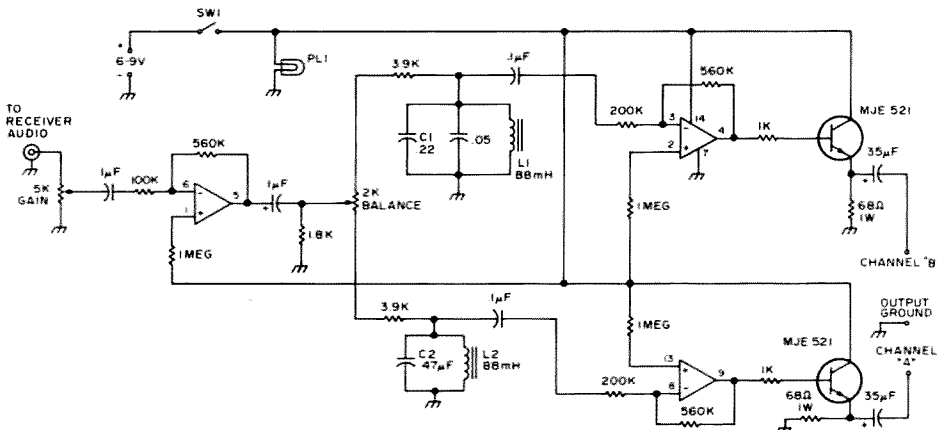 SW1
+
6-9V
-
PL1
TO
RECEIVER
AUDIO
5K
GAIN
.1µF
100K
560K
6
-
+
1
5
1MEG
1µF
+
1.8K
2K
BALANCE
3.9K
C1
.22
.05
L1
88mH
.1µF
200K
560K
3
-
14
4
2
+
7
1K
MJE 521
35µF
+
68Ω
1W
CHANNEL "B"
1MEG
3.9K
C2
.47µF
L2
88mH
.1µF
1MEG
13
+
9
8
-
200K
560K
1K
MJE 521
OUTPUT
GROUND
CHANNEL
"A"
68Ω
1W
35µF
+